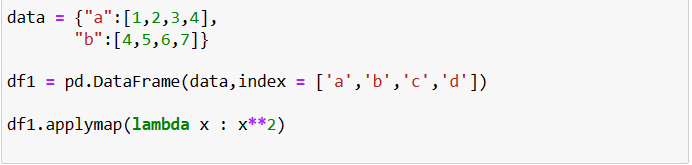 data = {"a":[1,2,3,4],
        "b":[4,5,6,7]}
df1 = pd.DataFrame(data,index = ['a','b','c','d'])
df1.applymap(lambda x : x**2)